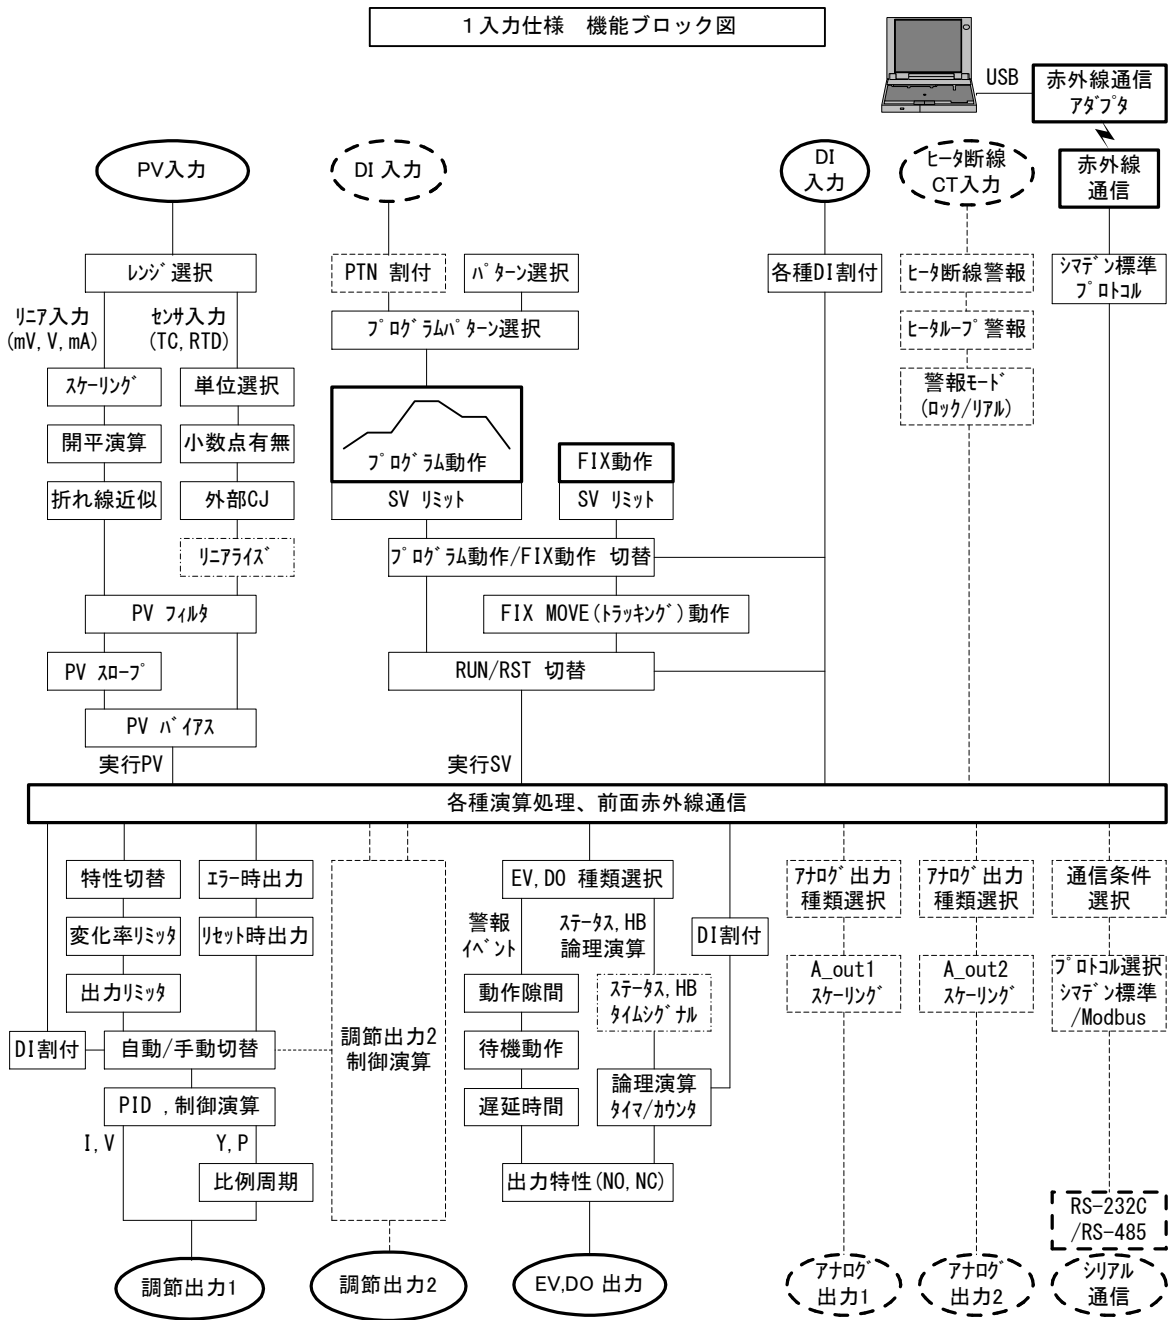 1入力仕様　機能ブロック図
USB
赤外線通信
ｱﾀﾞﾌﾟﾀ
PV入力
DI 入力
DI
入力
ﾋｰﾀ断線
CT入力
赤外線
通信
ﾚﾝｼﾞ選択
PTN 割付
ﾊﾟﾀｰﾝ選択
各種DI割付
ﾋｰﾀ断線警報
ｼﾏﾃﾞﾝ標準
ﾌﾟﾛﾄｺﾙ
ﾘﾆｱ入力
(mV, V, mA)
ｾﾝｻ入力
(TC, RTD)
ﾌﾟﾛｸﾞﾗﾑﾊﾟﾀｰﾝ選択
ﾋｰﾀﾙｰﾌﾟ警報
ｽｹｰﾘﾝｸﾞ
単位選択
警報ﾓｰﾄﾞ
(ﾛｯｸ/ﾘｱﾙ)
開平演算
小数点有無
ﾌﾟﾛｸﾞﾗﾑ動作
FIX動作
折れ線近似
外部CJ
SV ﾘﾐｯﾄ
SV ﾘﾐｯﾄ
ﾘﾆｱﾗｲｽﾞ
ﾌﾟﾛｸﾞﾗﾑ動作/FIX動作 切替
PV ﾌｨﾙﾀ
FIX MOVE(ﾄﾗｯｷﾝｸﾞ)動作
PV ｽﾛｰﾌﾟ
RUN/RST 切替
PV ﾊﾞｲｱｽ
実行PV
実行SV
各種演算処理、前面赤外線通信
特性切替
ｴﾗｰ時出力
EV, DO 種類選択
ｱﾅﾛｸﾞ出力
種類選択
ｱﾅﾛｸﾞ出力
種類選択
通信条件
選択
変化率ﾘﾐｯﾀ
ﾘｾｯﾄ時出力
警報
ｲﾍﾞﾝﾄ
ｽﾃｰﾀｽ, HB
論理演算
DI割付
出力ﾘﾐｯﾀ
動作隙間
ｽﾃｰﾀｽ, HB
ﾀｲﾑｼｸﾞﾅﾙ
A_out1
ｽｹｰﾘﾝｸﾞ
A_out2
ｽｹｰﾘﾝｸﾞ
ﾌﾟﾛﾄｺﾙ選択
ｼﾏﾃﾞﾝ標準
/Modbus
DI割付
自動/手動切替
調節出力2
制御演算
待機動作
PID , 制御演算
遅延時間
論理演算
ﾀｲﾏ/ｶｳﾝﾀ
I, V
Y, P
比例周期
出力特性(NO, NC)
RS-232C
/RS-485
調節出力1
調節出力2
EV,DO 出力
ｱﾅﾛｸﾞ
出力1
ｱﾅﾛｸﾞ
出力2
ｼﾘｱﾙ
通信